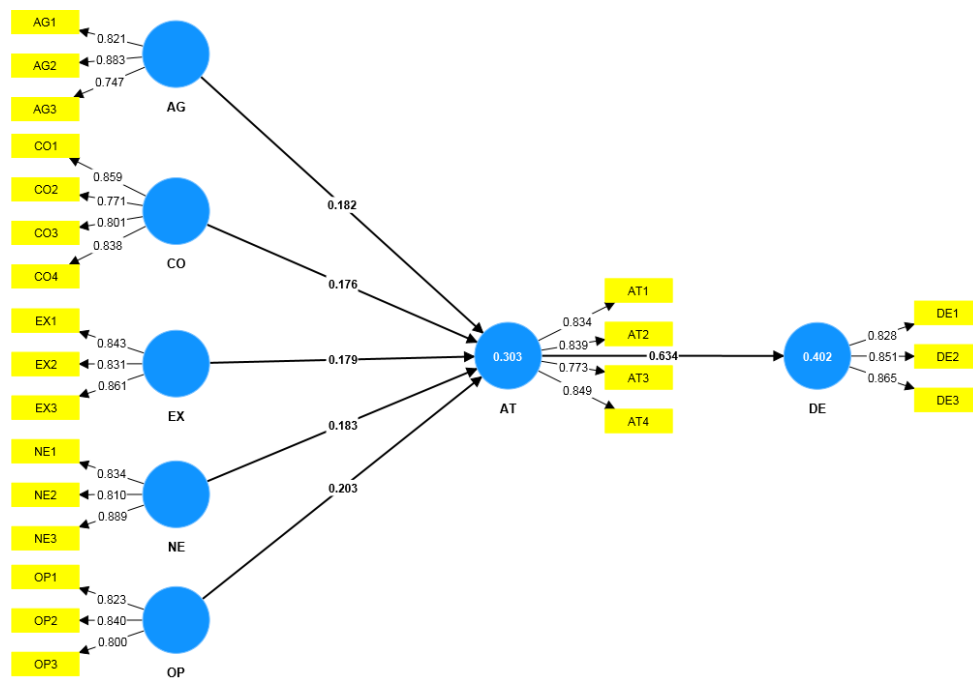 AG1
0.821
AG2
0.883
AG3
0.747
AG
CO1
0.859
CO2
0.771
CO3
0.801
CO4
0.838
CO
EX1
0.843
EX2
0.831
EX3
0.861
EX
NE1
0.834
NE2
0.810
NE3
0.889
NE
OP1
0.823
OP2
0.840
OP3
0.800
OP
0.182
0.176
0.179
0.183
0.203
0.303
AT
0.834
AT1
0.839
AT2
0.773
AT3
0.849
AT4
0.634
0.402
DE
0.828
DE1
0.851
DE2
0.865
DE3